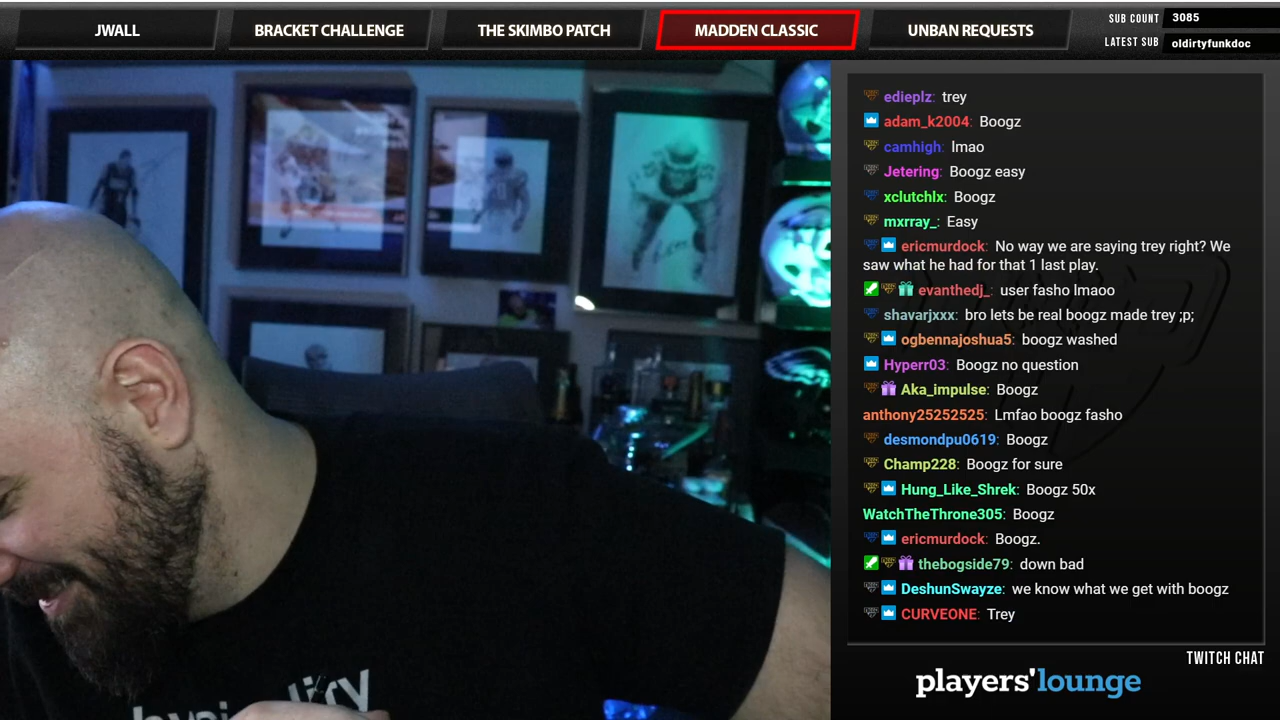 JWALL
BRACKET CHALLENGE
THE SKIMBO PATCH
MADDEN CLASSIC
UNBAN REQUESTS
SUB COUNT 3085
LATEST SUB oldirtyfunkdoc
edieplz: trey
adam_k2004: Boogz
camhigh: lmao
Jetering: Boogz easy
xclutchlx: Boogz
mxrray_: Easy
ericmurdock: No way we are saying trey right? We
saw what he had for that 1 last play.
evanthedj_: user fasho lmaoo
shavarjxxx: bro lets be real boogz made trey ;p;
ogbennajoshua5: boogz washed
Hyperr03: Boogz no question
Aka_impulse: Boogz
anthony25252525: Lmfao boogz fasho
desmondpu0619: Boogz
Champ228: Boogz for sure
Hung_Like_Shrek: Boogz 50x
WatchTheThrone305: Boogz
ericmurdock: Boogz.
thebogside79: down bad
DeshunSwayze: we know what we get with boogz
CURVEONE: Trey
TWITCH CHAT
players'lounge